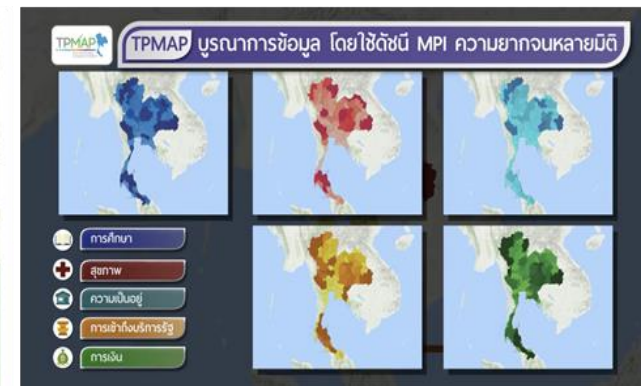 TPMAP
TPMAP บูรณาการข้อมูล โดยใช้ดัชนี MPI ความยากจนหลายมิติ
การศึกษา
สุขภาพ
ความเป็นอยู่
การเข้าถึงบริการรัฐ
การเงิน